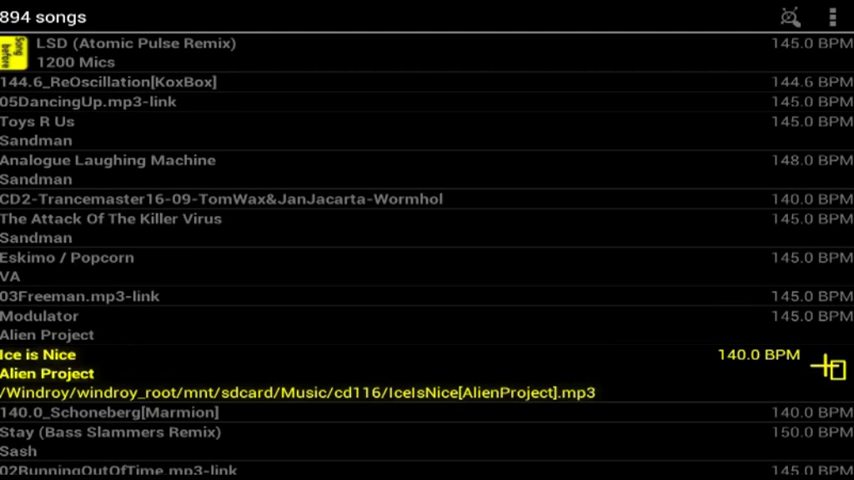 894 songs
Song before
LSD (Atomic Pulse Remix) 145.0 BPM
1200 Mics
144.6_ReOscillation[KoxBox] 144.6 BPM
05DancingUp.mp3-link 145.0 BPM
Toys R Us 145.0 BPM
Sandman
Analogue Laughing Machine 148.0 BPM
Sandman
CD2-Trancemaster16-09-TomWax&JanJacarta-Wormhol 140.0 BPM
The Attack Of The Killer Virus 145.0 BPM
Sandman
Eskimo / Popcorn 145.0 BPM
VA
03Freeman.mp3-link 145.0 BPM
Modulator 145.0 BPM
Alien Project
Ice is Nice 140.0 BPM
Alien Project
/Windroy/windroy_root/mnt/sdcard/Music/cd116/IceIsNice[AlienProject].mp3
140.0_Schoneberg[Marmion] 140.0 BPM
Stay (Bass Slammers Remix) 150.0 BPM
Sash
02RunningOutOfTime.mp3-link 145.0 BPM